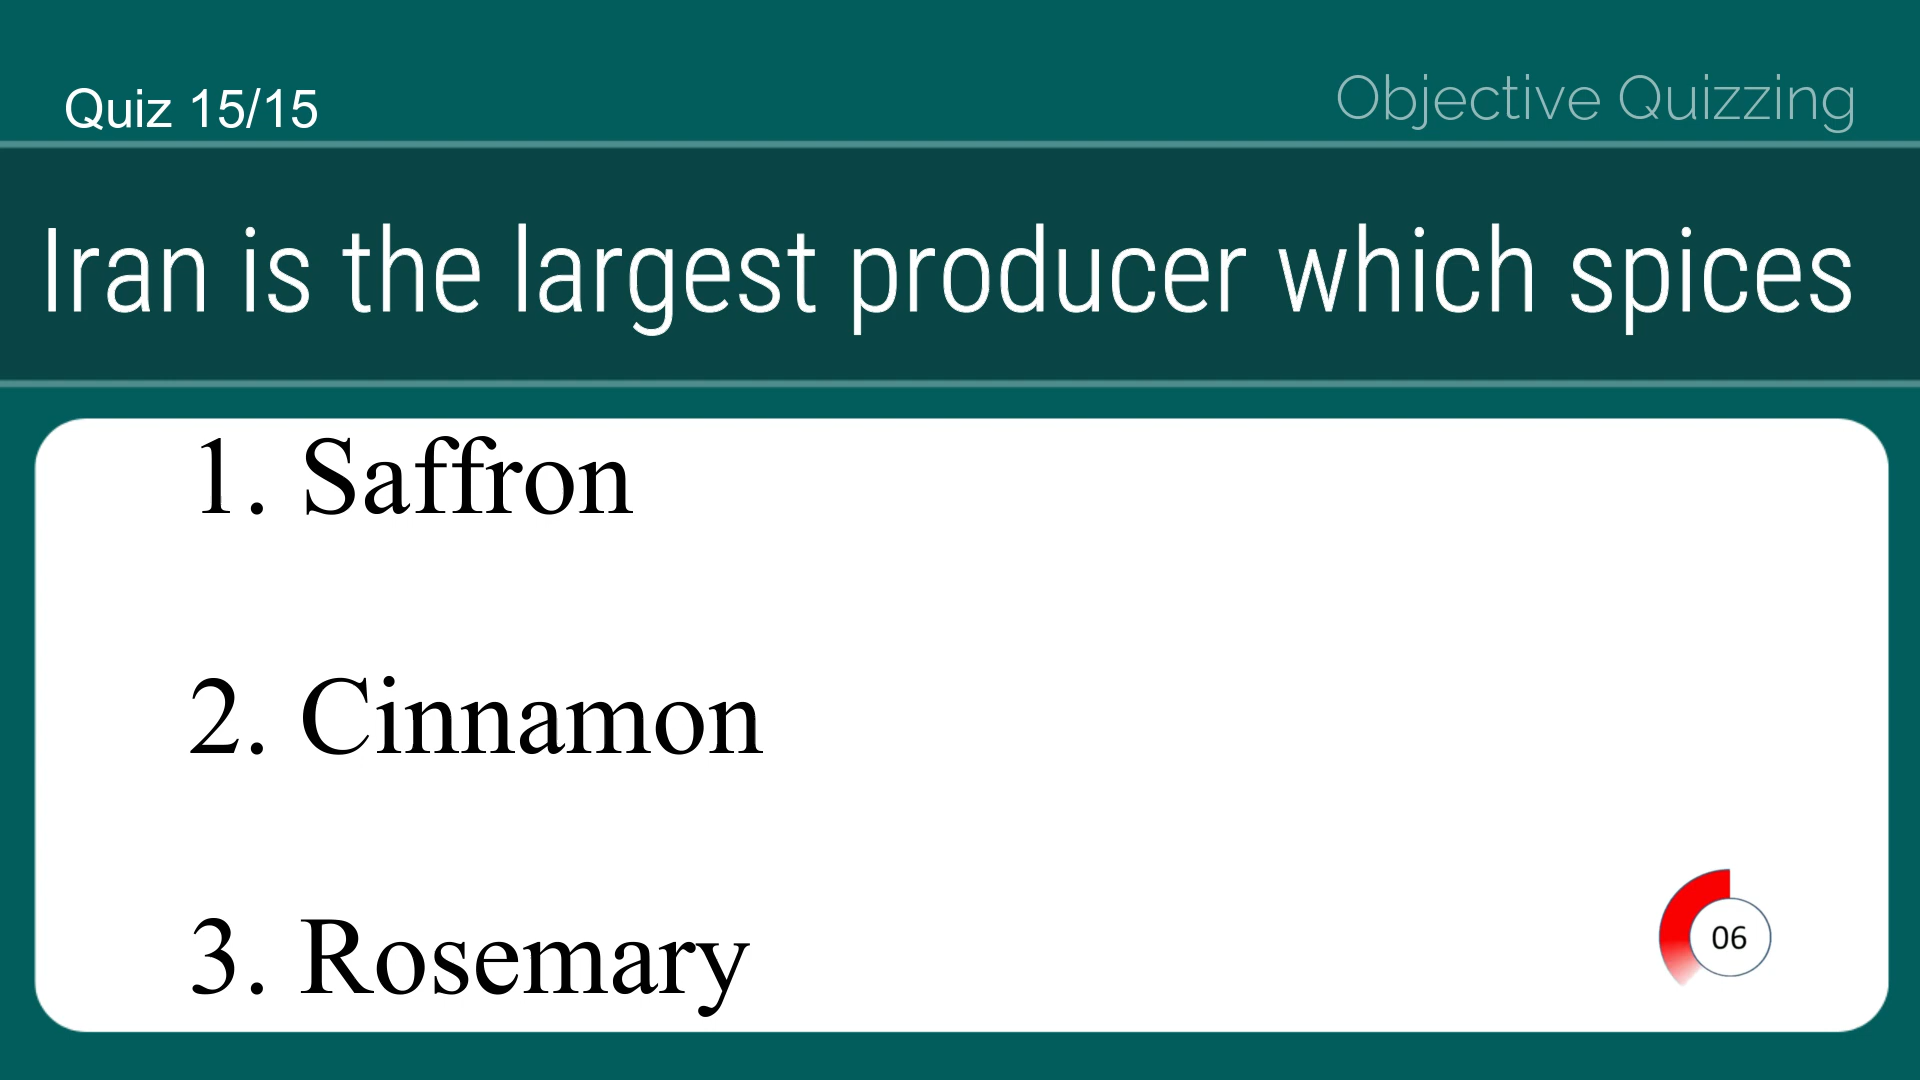 Quiz 15/15
Objective Quizzing
Iran is the largest producer which spices
1. Saffron
2. Cinnamon
3. Rosemary
06